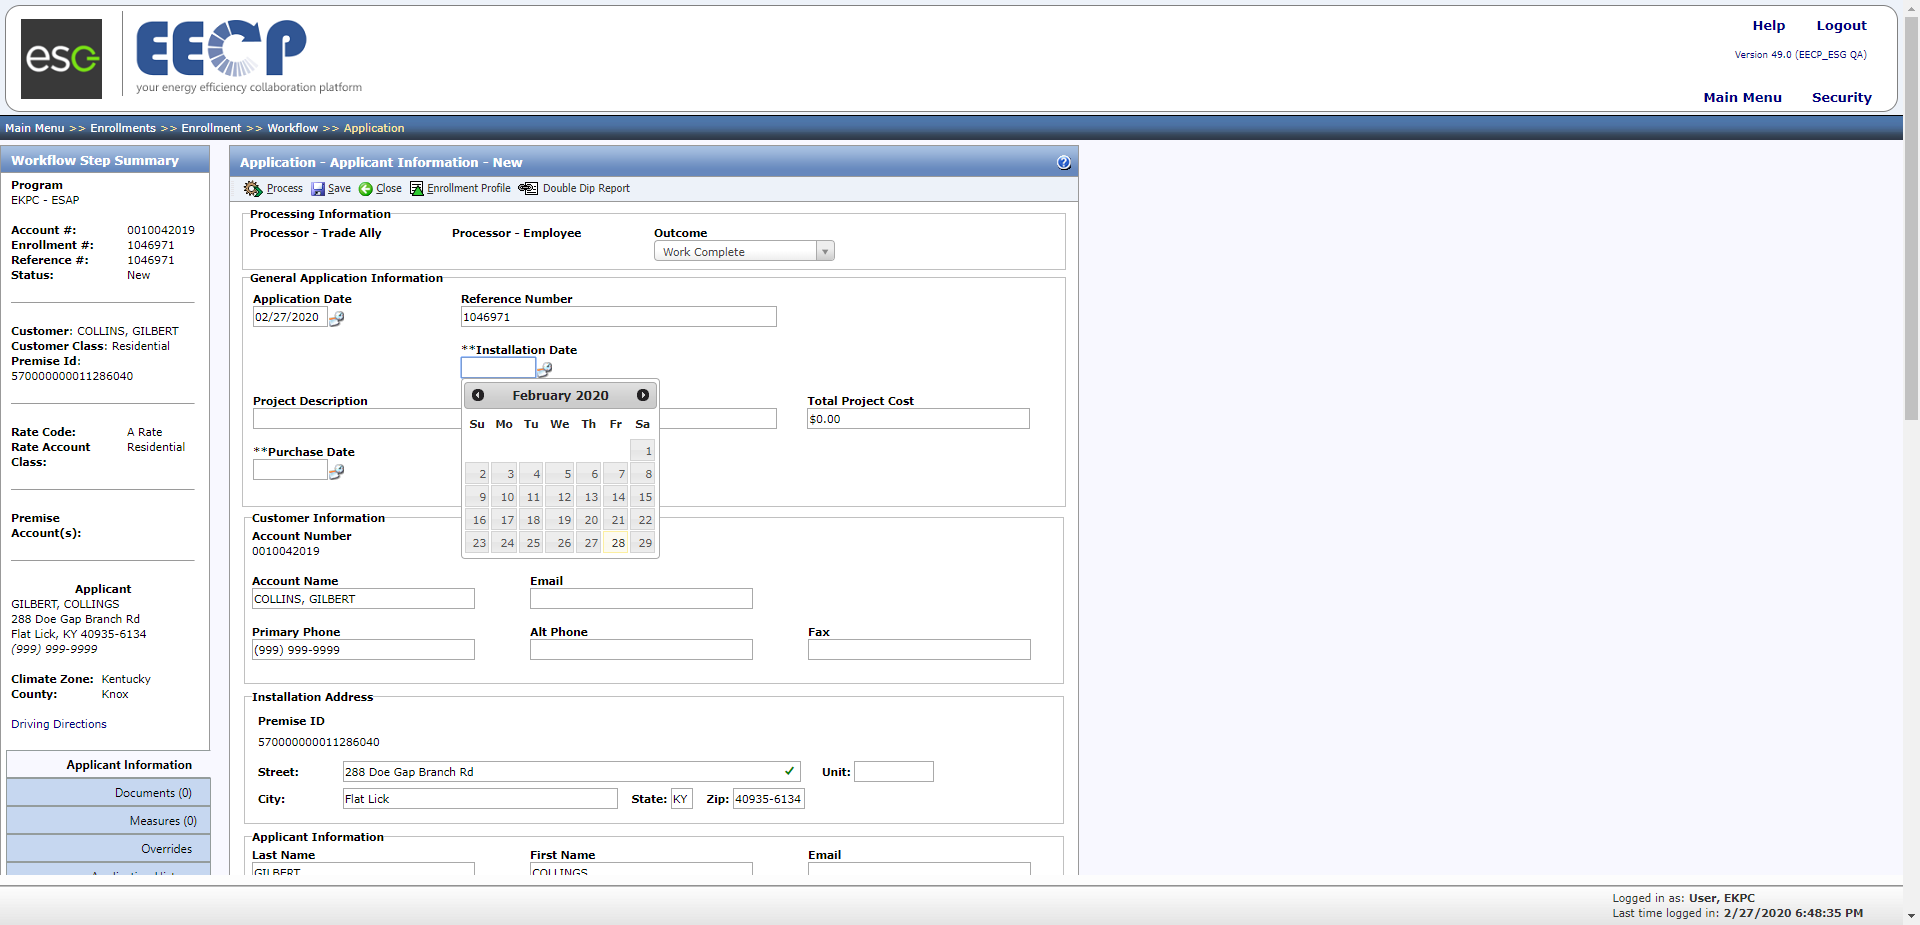 esg
EECP
your energy efficiency collaboration platform
Help Logout
Version 49.0 (EECP_ESG QA)
Main Menu Security
Main Menu >> Enrollments >> Enrollment >> Workflow >> Application
Workflow Step Summary
Program
EKPC - ESAP
Account #: 0010042019
Enrollment #: 1046971
Reference #: 1046971
Status: New
Customer: COLLINS, GILBERT
Customer Class: Residential
Premise Id:
570000000011286040
Rate Code: A Rate
Rate Account Residential
Class:
Premise
Account(s):
Applicant
GILBERT, COLLINGS
288 Doe Gap Branch Rd
Flat Lick, KY 40935-6134
(999) 999-9999
Climate Zone: Kentucky
County: Knox
Driving Directions
Applicant Information
Documents (0)
Measures (0)
Overrides
Application - Applicant Information - New
Process Save Close Enrollment Profile Double Dip Report
Processing Information
Processor - Trade Ally Processor - Employee Outcome
Work Complete
General Application Information
Application Date Reference Number
02/27/2020 1046971
**Installation Date
February 2020
Su Mo Tu We Th Fr Sa
1
2 3 4 5 6 7 8
9 10 11 12 13 14 15
16 17 18 19 20 21 22
23 24 25 26 27 28 29
Project Description Total Project Cost
$0.00
**Purchase Date
Customer Information
Account Number
0010042019
Account Name Email
COLLINS, GILBERT
Primary Phone Alt Phone Fax
(999) 999-9999
Installation Address
Premise ID
570000000011286040
Street: 288 Doe Gap Branch Rd Unit:
City: Flat Lick State: KY Zip: 40935-6134
Applicant Information
Last Name First Name Email
GILBERT COLLINGS
Logged in as: User, EKPC
Last time logged in: 2/27/2020 6:48:35 PM